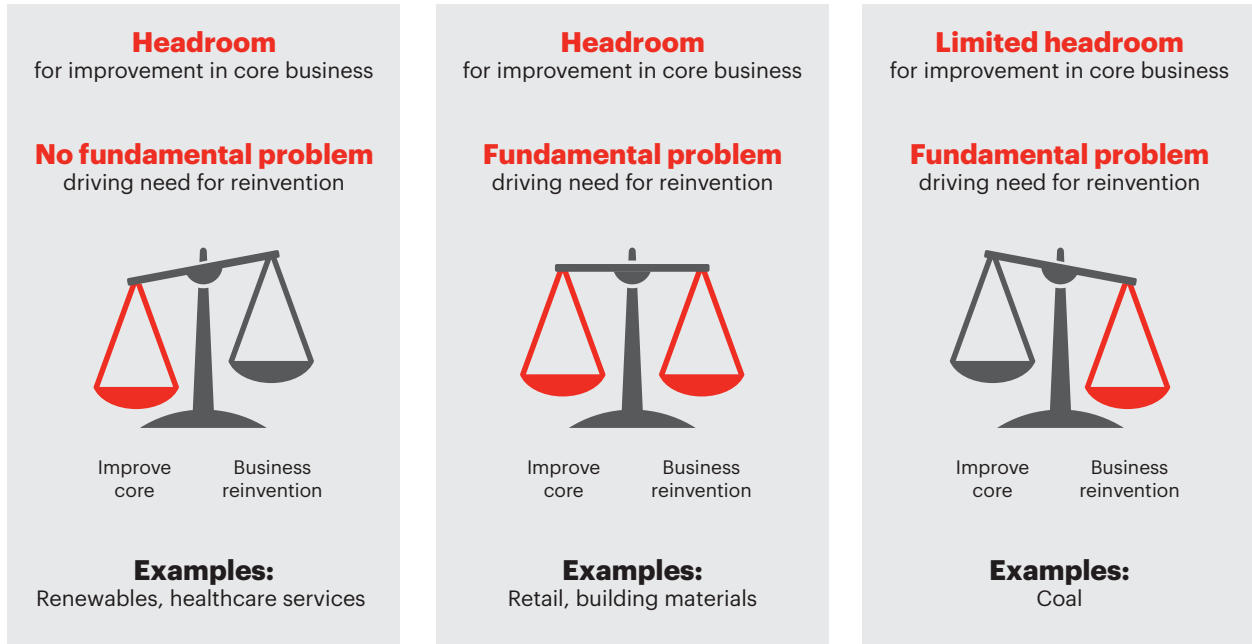 Headroom
for improvement in core business
No fundamental problem
driving need for reinvention
Improve
core
Business
reinvention
Examples:
Renewables, healthcare services
Headroom
for improvement in core business
Fundamental problem
driving need for reinvention
Improve
core
Business
reinvention
Examples:
Retail, building materials
Limited headroom
for improvement in core business
Fundamental problem
driving need for reinvention
Improve
core
Business
reinvention
Examples:
Coal